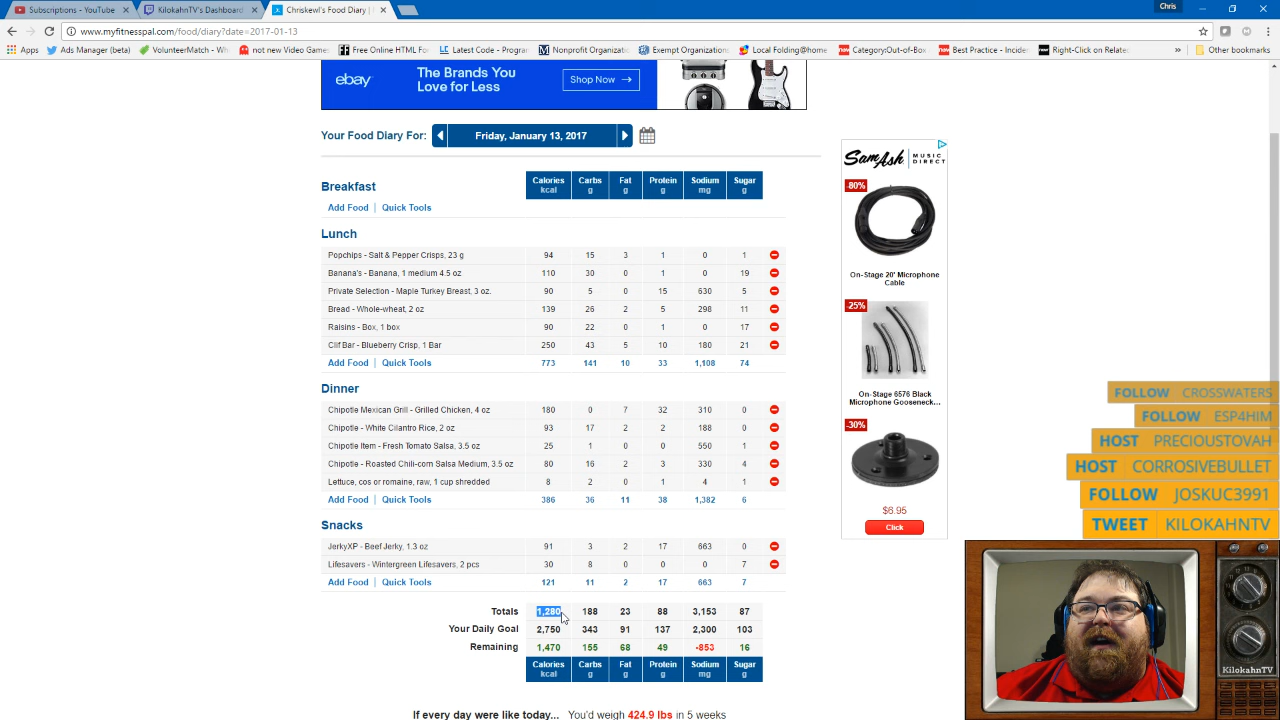 Subscriptions - YouTube
KilokahnTV's Dashboard
Chriskewl's Food Diary |
Chris
www.myfitnesspal.com/food/diary?date=2017-01-13
Apps
Ads Manager (beta)
VolunteerMatch - Wh
not new Video Games
Free Online HTML Fo
Latest Code - Progran
Nonprofit Organizatio
Exempt Organizations
Local Folding@home
CategoryOut-of-Box
Best Practice - Inciden
Right-Click on Relate
»
Other bookmarks
ebay
The Brands You
Love for Less
Shop Now →
Your Food Diary For:
Friday, January 13, 2017
Calories kcal Carbs g Fat g Protein g Sodium mg Sugar g
Breakfast
Add Food | Quick Tools
Lunch
Popchips - Salt & Pepper Crisps, 23 g 94 15 3 1 0 1
Banana's - Banana, 1 medium 4.5 oz 110 30 0 1 0 19
Private Selection - Maple Turkey Breast, 3 oz. 90 5 0 15 630 5
Bread - Whole-wheat, 2 oz 139 26 2 5 298 11
Raisins - Box, 1 box 90 22 0 1 0 17
Clif Bar - Blueberry Crisp, 1 Bar 250 43 5 10 180 21
Add Food | Quick Tools 773 141 10 33 1,108 74
Dinner
Chipotle Mexican Grill - Grilled Chicken, 4 oz 180 0 7 32 310 0
Chipotle - White Cilantro Rice, 2 oz 93 17 2 2 188 0
Chipotle Item - Fresh Tomato Salsa, 3.5 oz 25 1 0 0 550 1
Chipotle - Roasted Chili-corn Salsa Medium, 3.5 oz 80 16 2 3 330 4
Lettuce, cos or romaine, raw, 1 cup shredded 8 2 0 1 4 1
Add Food | Quick Tools 386 36 11 38 1,382 6
Snacks
JerkyXP - Beef Jerky, 1.3 oz 91 3 2 17 663 0
Lifesavers - Wintergreen Lifesavers, 2 pcs 30 8 0 0 0 7
Add Food | Quick Tools 121 11 2 17 663 7
Totals 1,280 188 23 88 3,153 87
Your Daily Goal 2,750 343 91 137 2,300 103
Remaining 1,470 155 68 49 -853 16
Calories kcal Carbs g Fat g Protein g Sodium mg Sugar g
If every day were like today... You'd weigh 424.9 lbs in 5 weeks
SamAsh MUSIC DIRECT
-80%
On-Stage 20' Microphone
Cable
-25%
On-Stage 6576 Black
Microphone Gooseneck...
-30%
$6.95
Click
FOLLOW CROSSWATERS
FOLLOW ESP4HIM
HOST PRECIOUSTOVAH
HOST CORROSIVEBULLET
FOLLOW JOSKUC3991
TWEET KILOKAHNTV
KilokahnTV